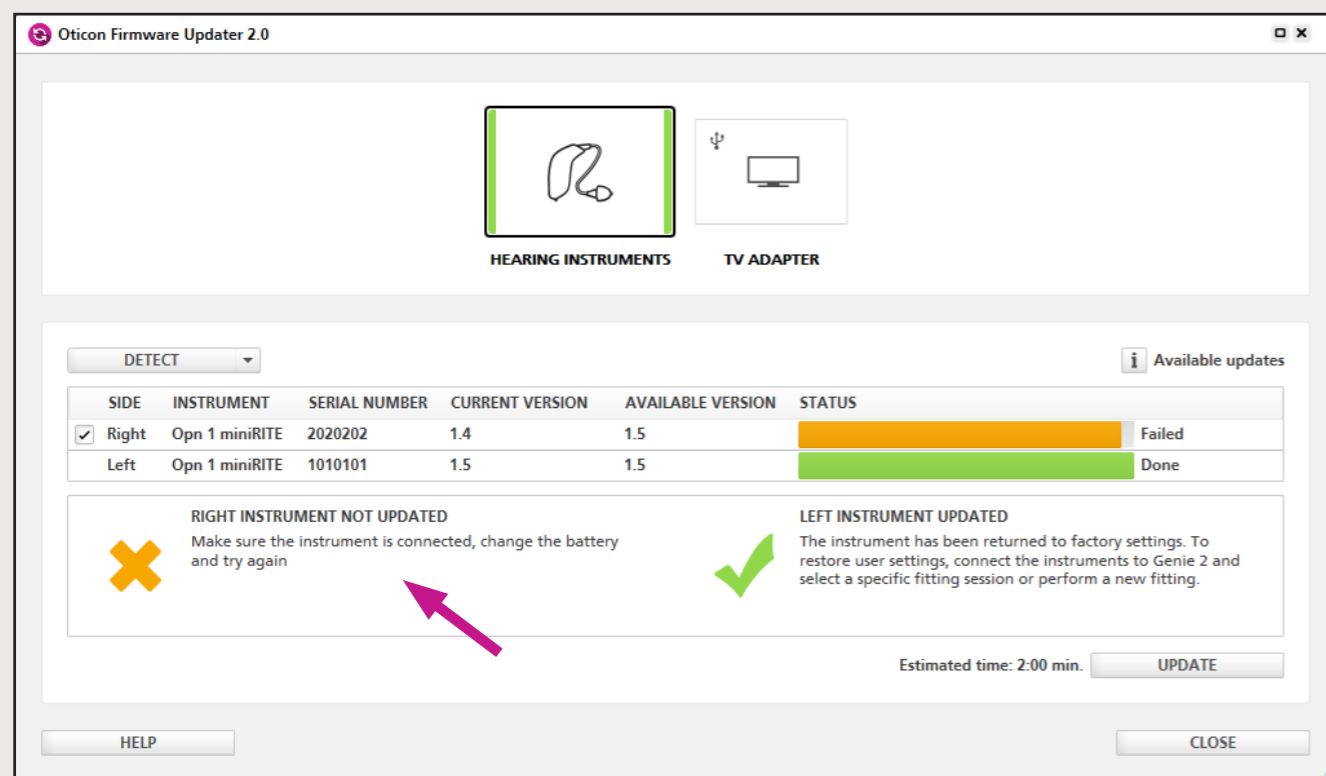 Oticon Firmware Updater 2.0
HEARING INSTRUMENTS
TV ADAPTER
DETECT
i Available updates
SIDE INSTRUMENT SERIAL NUMBER CURRENT VERSION AVAILABLE VERSION STATUS
Right Opn 1 miniRITE 2020202 1.4 1.5 Failed
Left Opn 1 miniRITE 1010101 1.5 1.5 Done
RIGHT INSTRUMENT NOT UPDATED
Make sure the instrument is connected, change the battery
and try again
LEFT INSTRUMENT UPDATED
The instrument has been returned to factory settings. To
restore user settings, connect the instruments to Genie 2 and
select a specific fitting session or perform a new fitting.
Estimated time: 2:00 min.
UPDATE
HELP
CLOSE